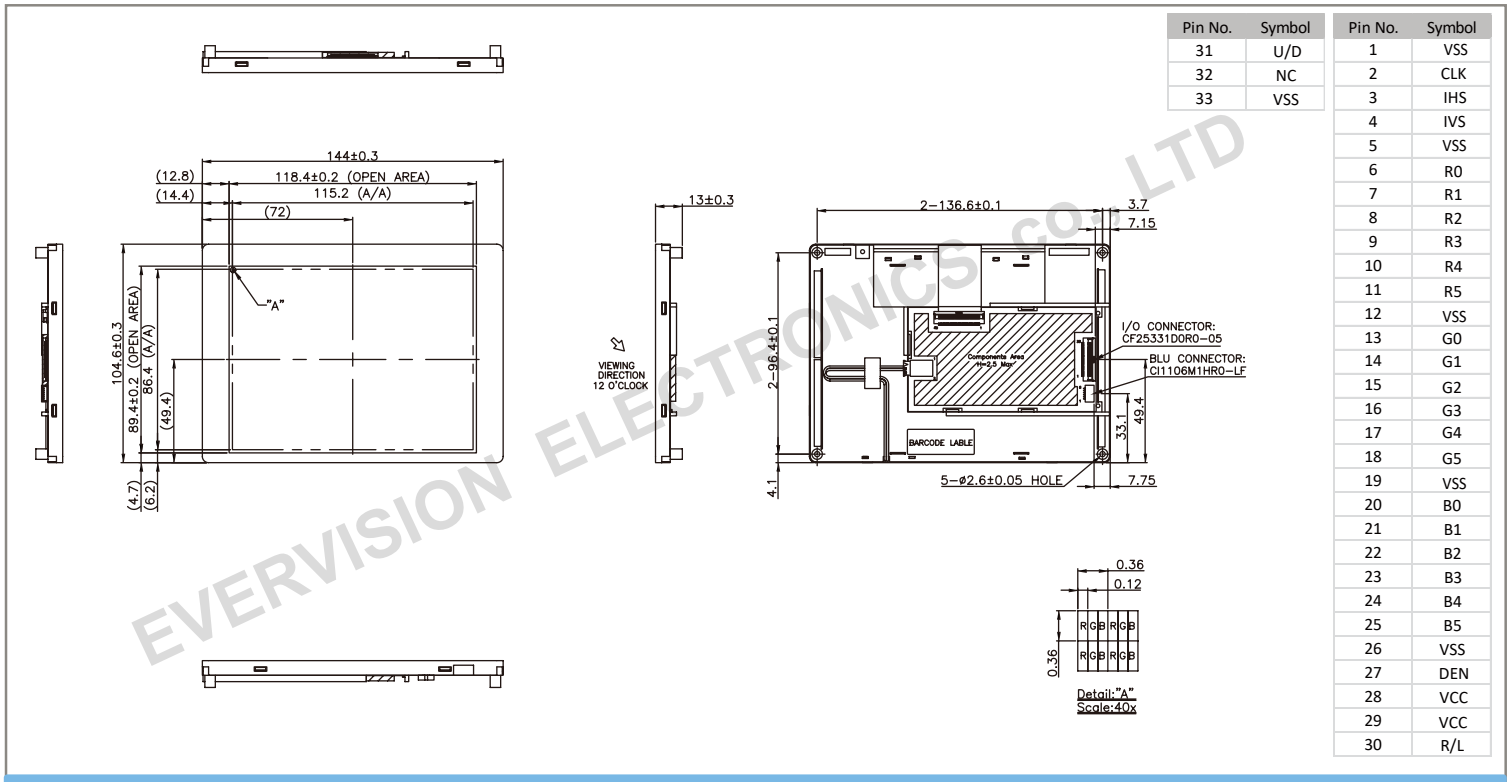 Pin No. Symbol
31 U/D
32 NC
33 VSS
Pin No. Symbol
1 VSS
2 CLK
3 IHS
4 IVS
5 VSS
6 R0
7 R1
8 R2
9 R3
10 R4
11 R5
12 VSS
13 G0
14 G1
15 G2
16 G3
17 G4
18 G5
19 VSS
20 B0
21 B1
22 B2
23 B3
24 B4
25 B5
26 VSS
27 DEN
28 VCC
29 VCC
30 R/L
144±0.3
(12.8) 118.4±0.2 (OPEN AREA)
(14.4) 115.2 (A/A)
(72)
104.6±0.3
89.4±0.2 (OPEN AREA)
86.4 (A/A)
(49.4)
(4.7)
(6.2)
"A"
13±0.3
VIEWING
DIRECTION
12 O'CLOCK
2-136.6±0.1
3.7
7.15
2-96.4±0.1
4.1
Components Area
H=2.5 Max
I/O CONNECTOR:
CF25331D0R0-05
BLU CONNECTOR:
CI1106M1HR0-LF
33.1
49.4
BARCODE LABLE
5-ø2.6±0.05 HOLE
7.75
0.36
0.12
0.36
R G B R G B
R G B R G B
Detail:"A"
Scale:40x
EVERVISION ELECTRONICS co., LTD